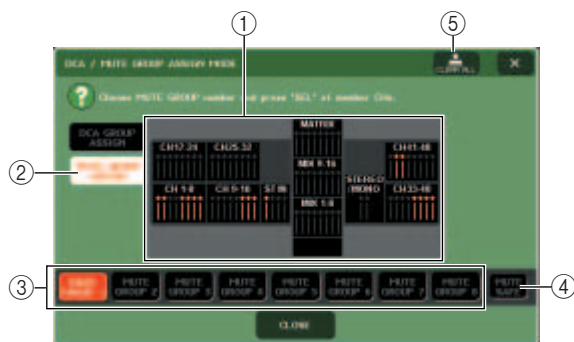 ①
⑤
DCA / MUTE GROUP ASSIGN MODE
CLEAR ALL
×
? Choose MUTE GROUP number and press "SEL" of member CHs.
DCA GROUP
ASSIGN
②
MATRIX
CH17-24 CH25-32
CH41-48
MIX 9-16
STEREO
/MONO
CH 1-8 CH 9-16 ST IN
CH33-40
MIX 1-8
③
MUTE
GROUP 2
MUTE
GROUP 3
MUTE
GROUP 4
MUTE
GROUP 5
MUTE
GROUP 6
MUTE
GROUP 7
MUTE
GROUP 8
MUTE
SAFE
④
CLOSE